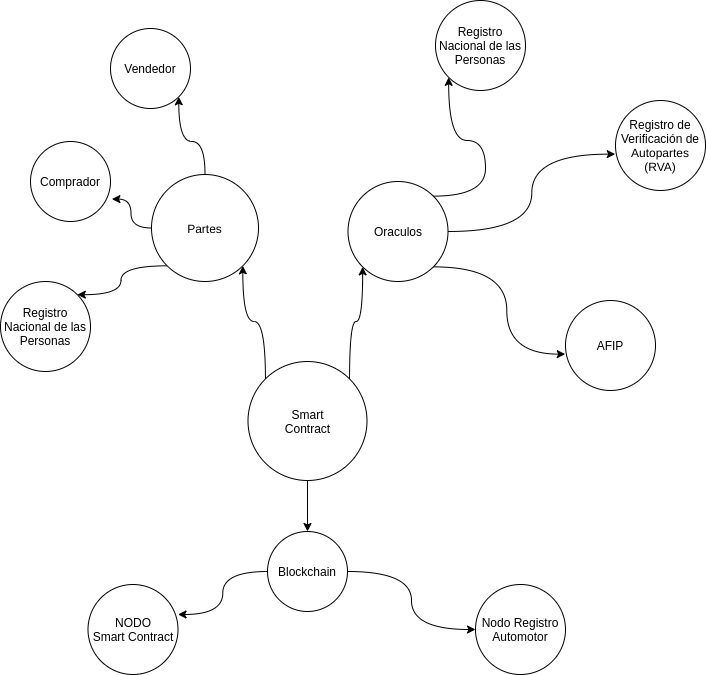 Registro
Nacional de las
Personas
Vendedor
Registro de
Verificación de
Autopartes
(RVA)
Comprador
Partes
Oraculos
Registro
Nacional de las
Personas
AFIP
Smart
Contract
Blockchain
NODO
Smart Contract
Nodo Registro
Automotor